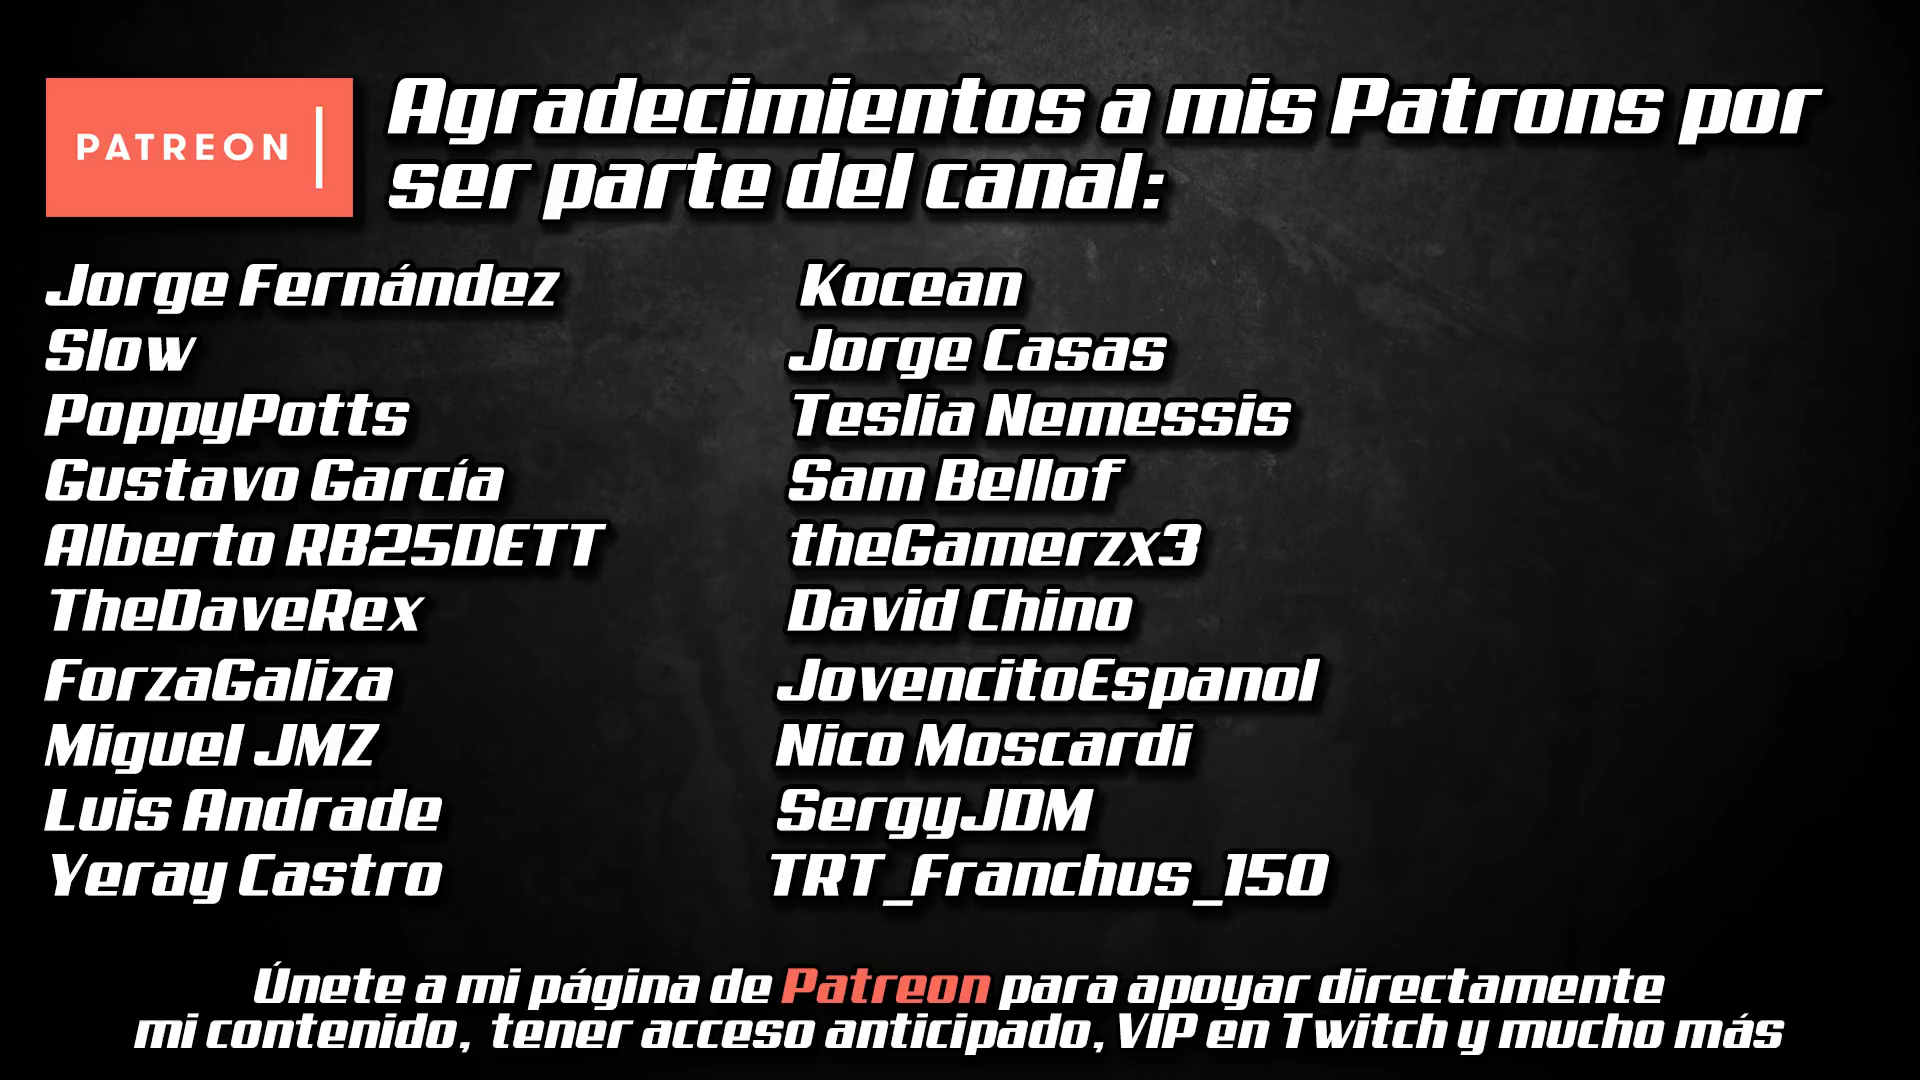 PATREON
Agradecimientos a mis Patrons por
ser parte del canal:
Jorge Fernández
Slow
PoppyPotts
Gustavo García
Alberto RB25DETT
TheDaveRex
ForzaGaliza
Miguel JMZ
Luis Andrade
Yeray Castro
Kocean
Jorge Casas
Teslia Nemessis
Sam Bellof
theGamerzx3
David Chino
JovencitoEspanol
Nico Moscardi
SergyJDM
TRT_Franchus_150
Únete a mi página de Patreon para apoyar directamente
mi contenido, tener acceso anticipado, VIP en Twitch y mucho más